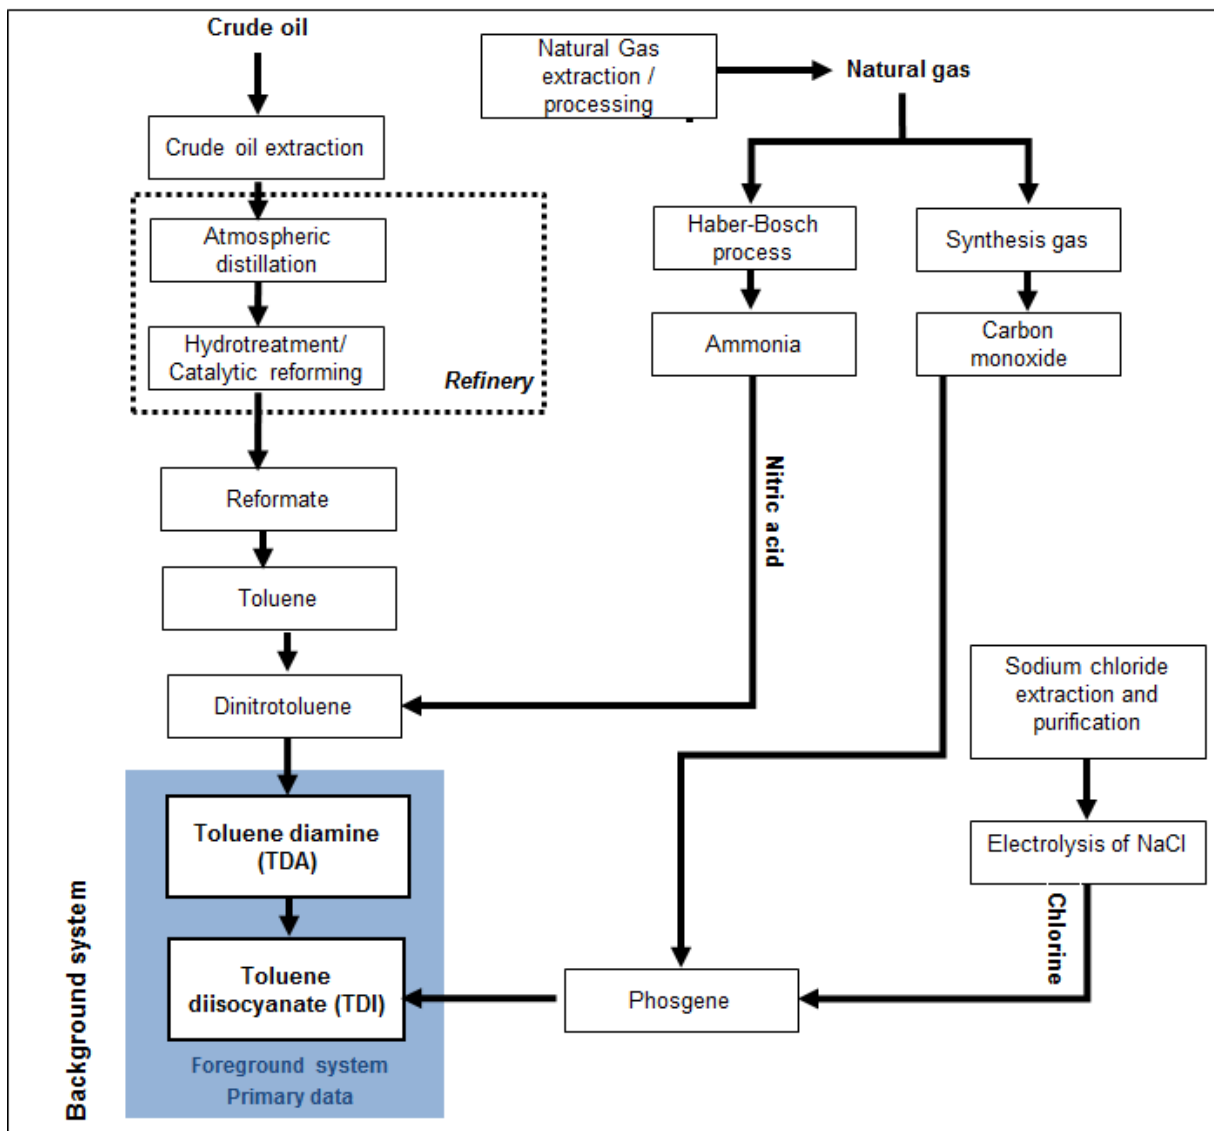 Crude oil
Natural Gas
extraction /
processing
Natural gas
Crude oil extraction
Atmospheric
distillation
Haber-Bosch
process
Synthesis gas
Hydrotreatment/
Catalytic reforming
Refinery
Ammonia
Carbon
monoxide
Reformate
Nitric acid
Toluene
Dinitrotoluene
Sodium chloride
extraction and
purification
Toluene diamine
(TDA)
Electrolysis of NaCl
Chlorine
Toluene
diisocyanate (TDI)
Phosgene
Foreground system
Primary data
Background system